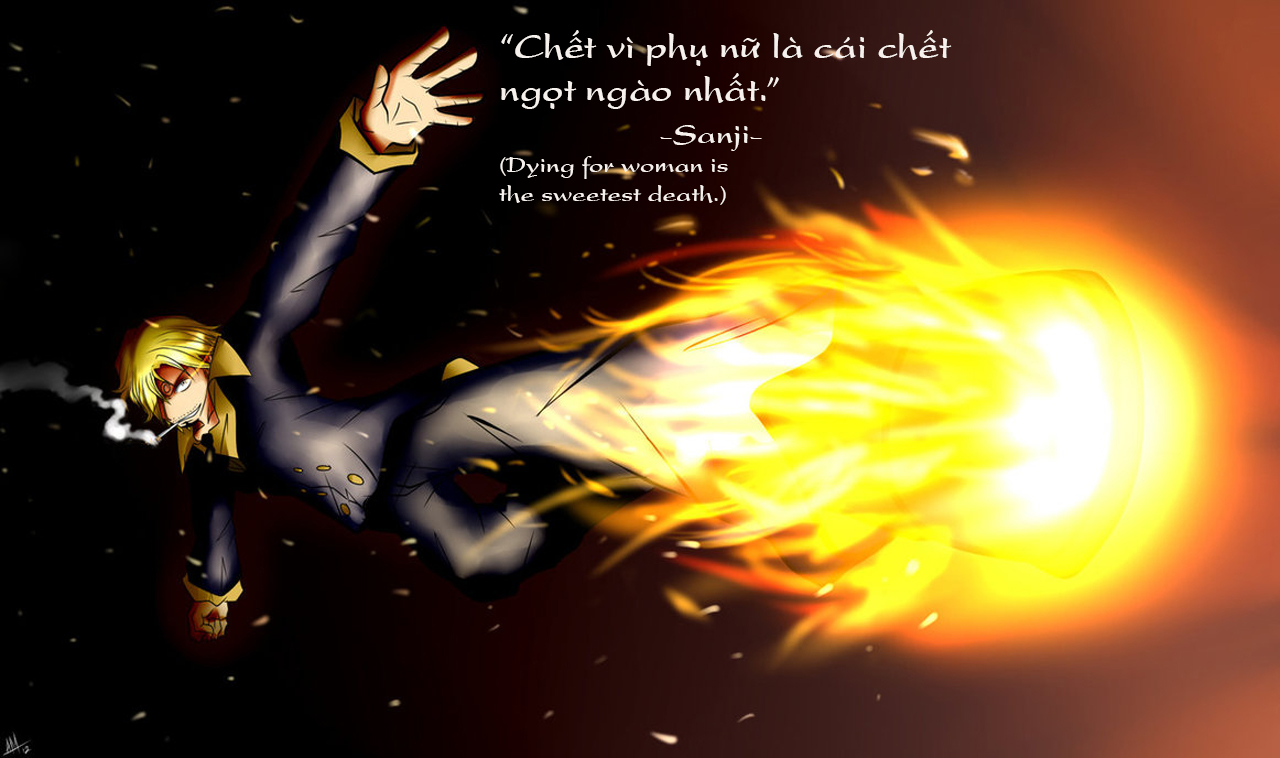 “Chết vì phụ nữ là cái chết
ngọt ngào nhất.”
-Sanji-
(Dying for woman is
the sweetest death.)